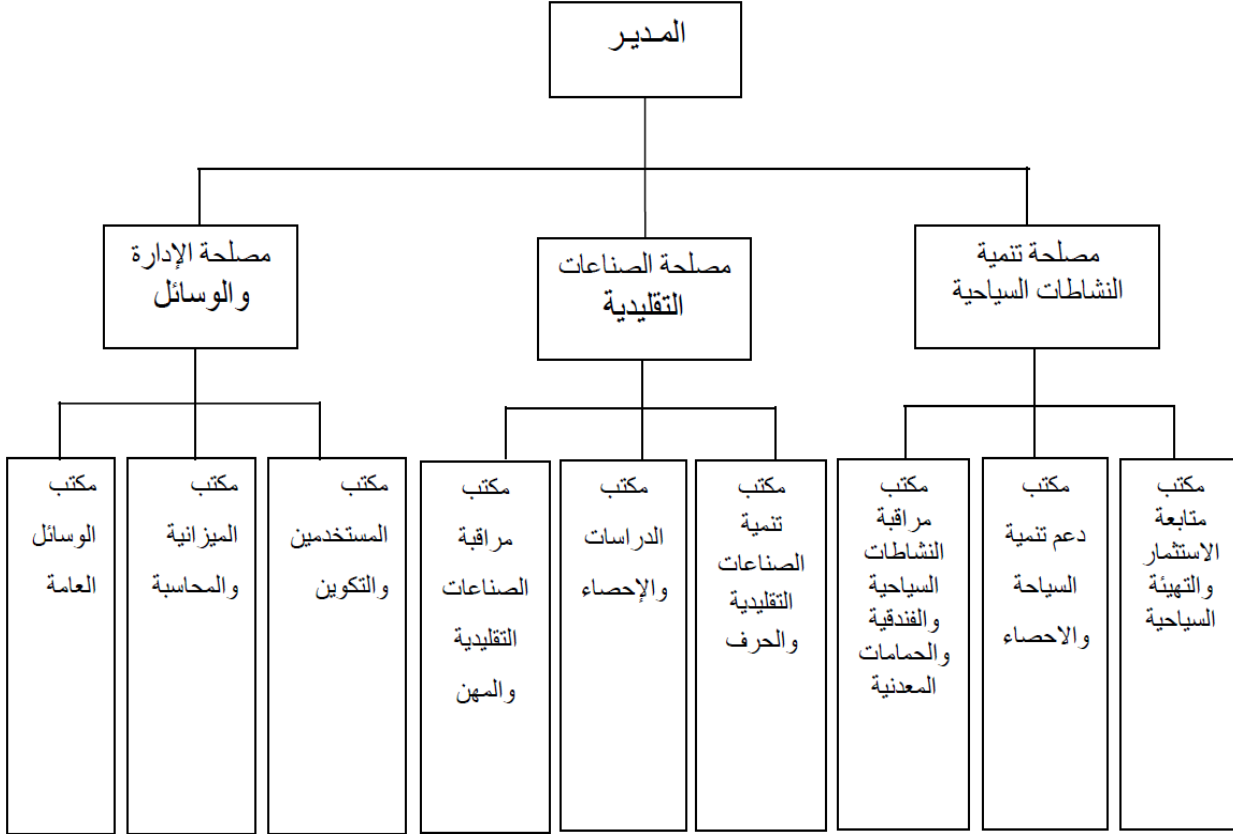 المـديـر
مصلحة تنمية
النشاطات السياحية
مصلحة الصناعات
التقليدية
مصلحة الإدارة
والوسائل
مكتب
متابعة
الاستثمار
والتهيئة
السياحية
مكتب
دعم تنمية
السياحة
والاحصاء
مكتب
مراقبة
النشاطات
السياحية
والفندقية
والحمامات
المعدنية
مكتب
تنمية
الصناعات
التقليدية
والحرف
مكتب
الدراسات
والإحصاء
مكتب
مراقبة
الصناعات
التقليدية
والمهن
مكتب
المستخدمين
والتكوين
مكتب
الميزانية
والمحاسبة
مكتب
الوسائل
العامة